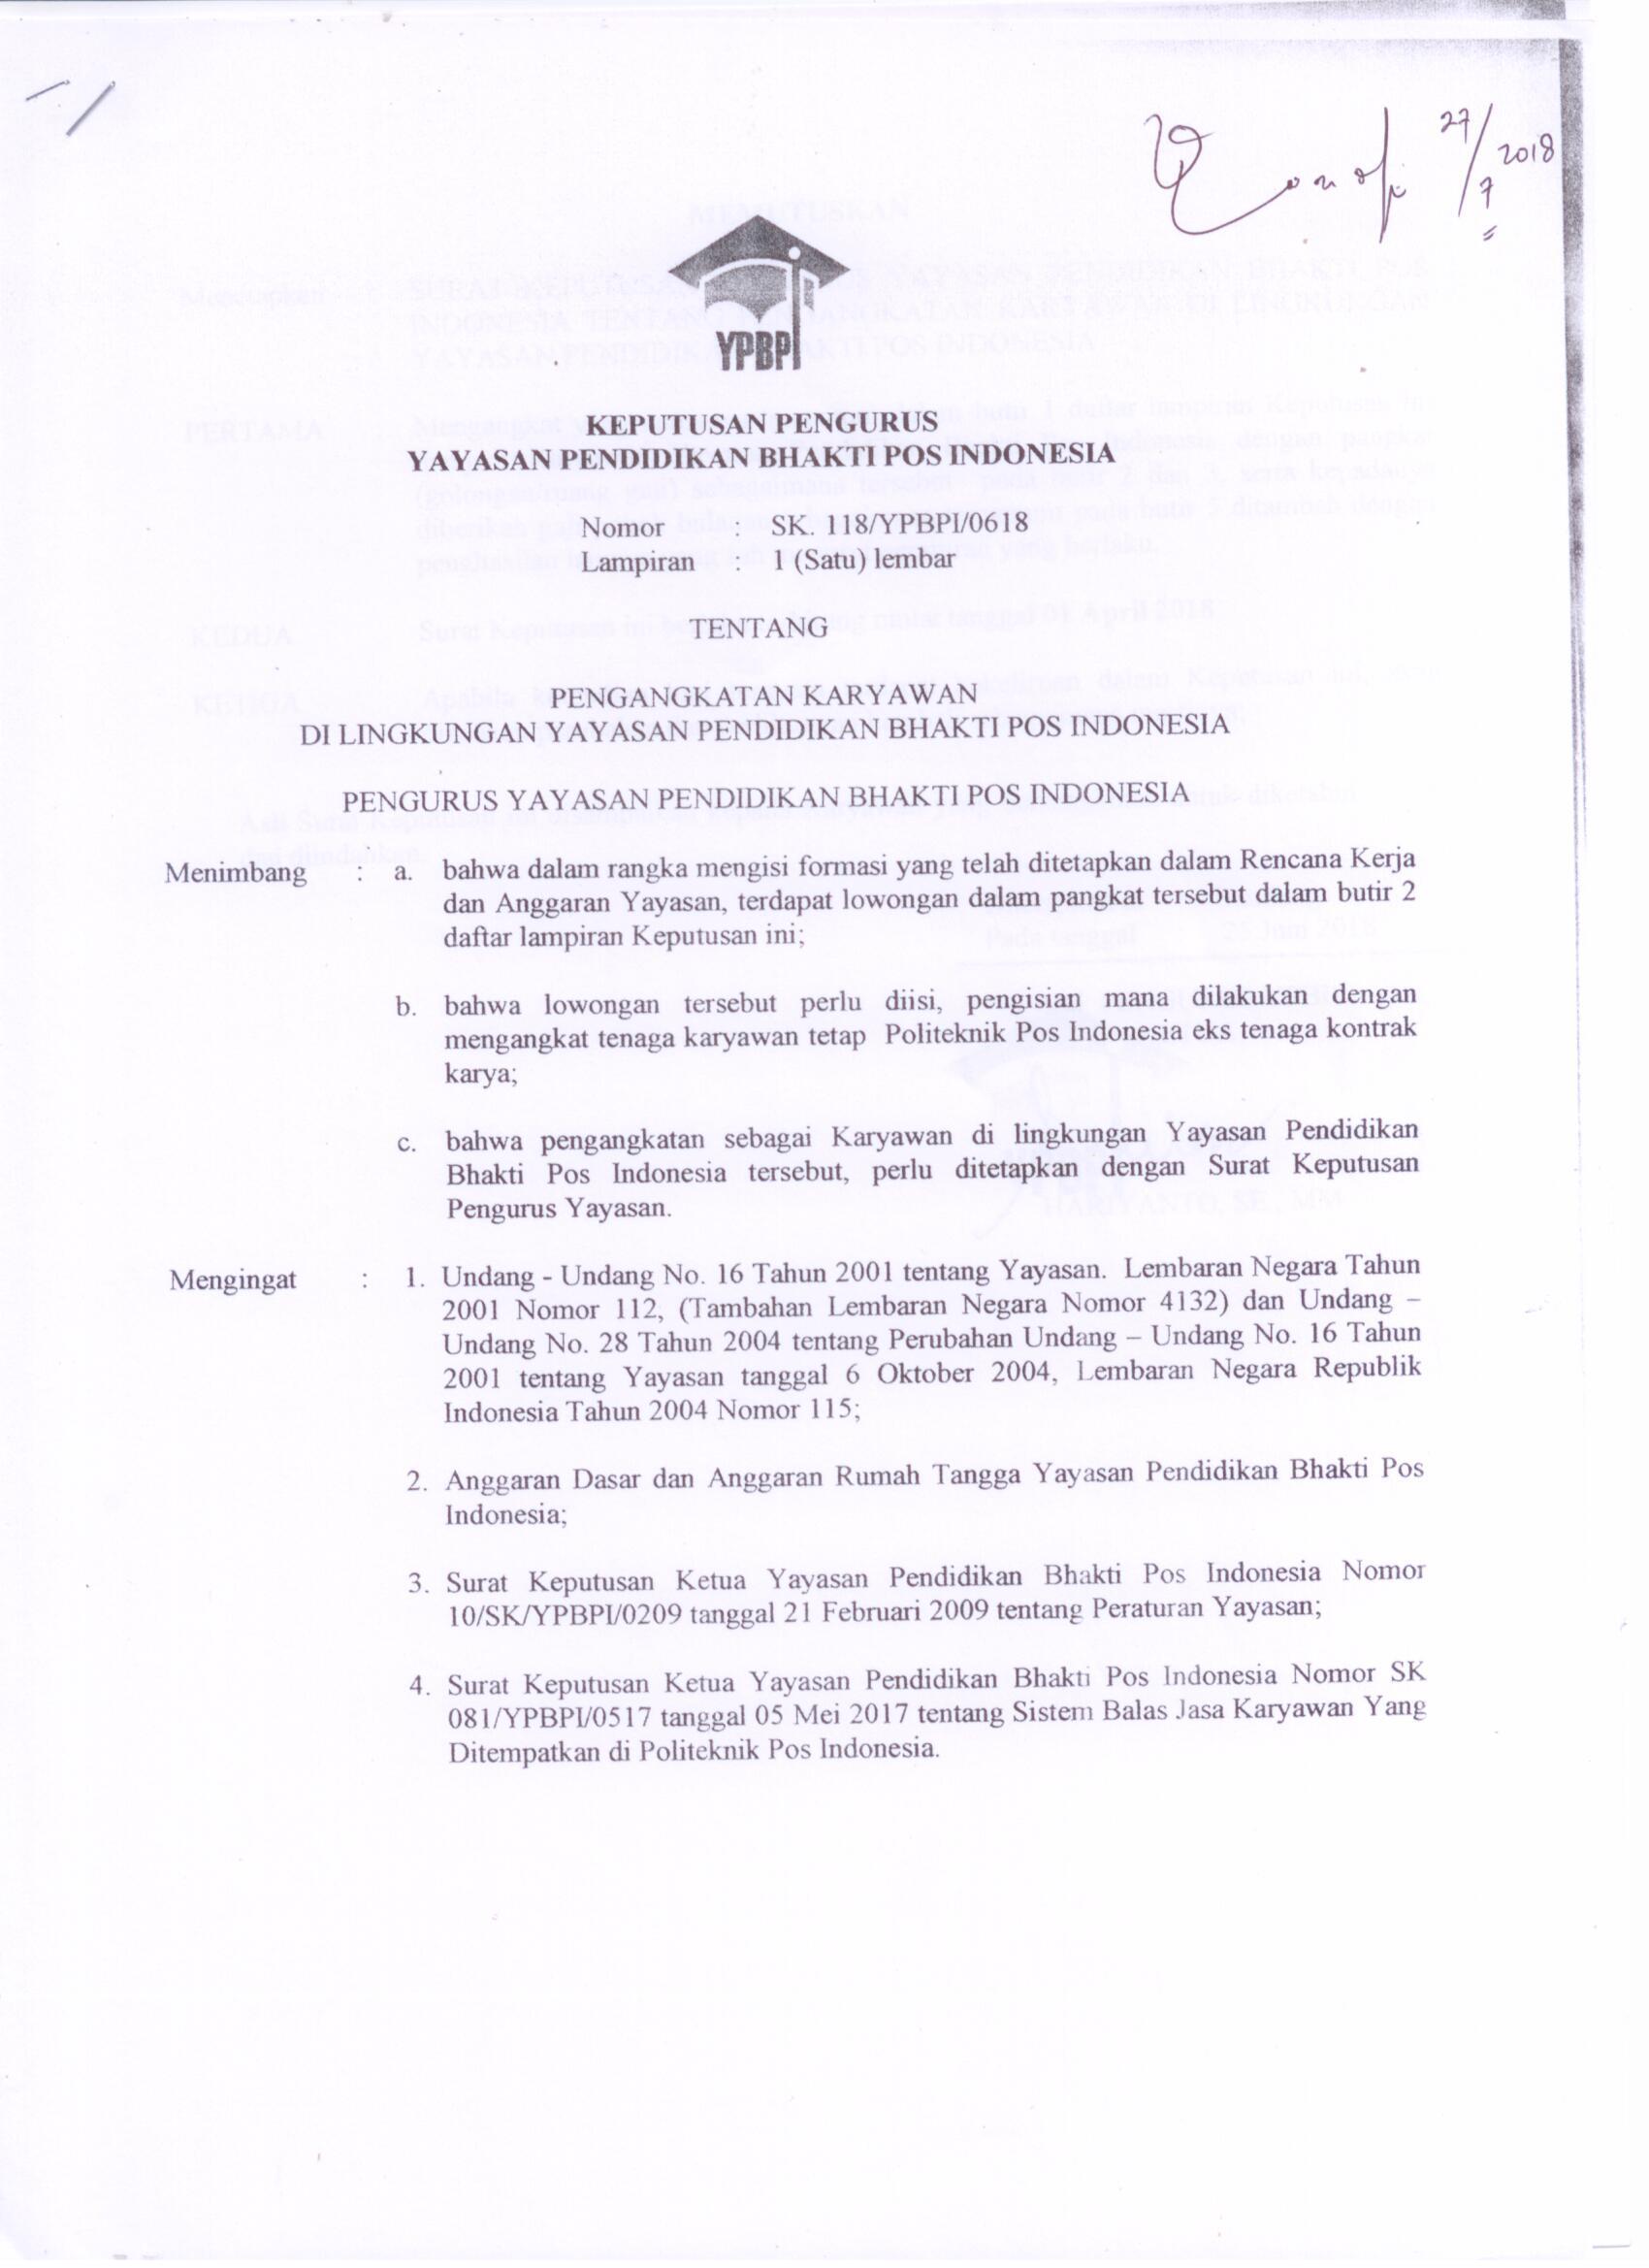 27/7 2018
YPBPI
KEPUTUSAN PENGURUS
YAYASAN PENDIDIKAN BHAKTI POS INDONESIA
Nomor : SK. 118/YPBPI/0618
Lampiran : 1 (Satu) lembar
TENTANG
PENGANGKATAN KARYAWAN
DI LINGKUNGAN YAYASAN PENDIDIKAN BHAKTI POS INDONESIA
PENGURUS YAYASAN PENDIDIKAN BHAKTI POS INDONESIA
Menimbang : a. bahwa dalam rangka mengisi formasi yang telah ditetapkan dalam Rencana Kerja
dan Anggaran Yayasan, terdapat lowongan dalam pangkat tersebut dalam butir 2
daftar lampiran Keputusan ini;
b. bahwa lowongan tersebut perlu diisi, pengisian mana dilakukan dengan
mengangkat tenaga karyawan tetap Politeknik Pos Indonesia eks tenaga kontrak
karya;
c. bahwa pengangkatan sebagai Karyawan di lingkungan Yayasan Pendidikan
Bhakti Pos Indonesia tersebut, perlu ditetapkan dengan Surat Keputusan
Pengurus Yayasan.
Mengingat : 1. Undang - Undang No. 16 Tahun 2001 tentang Yayasan. Lembaran Negara Tahun
2001 Nomor 112, (Tambahan Lembaran Negara Nomor 4132) dan Undang –
Undang No. 28 Tahun 2004 tentang Perubahan Undang – Undang No. 16 Tahun
2001 tentang Yayasan tanggal 6 Oktober 2004, Lembaran Negara Republik
Indonesia Tahun 2004 Nomor 115;
2. Anggaran Dasar dan Anggaran Rumah Tangga Yayasan Pendidikan Bhakti Pos
Indonesia;
3. Surat Keputusan Ketua Yayasan Pendidikan Bhakti Pos Indonesia Nomor
10/SK/YPBPI/0209 tanggal 21 Februari 2009 tentang Peraturan Yayasan;
4. Surat Keputusan Ketua Yayasan Pendidikan Bhakti Pos Indonesia Nomor SK
081/YPBPI/0517 tanggal 05 Mei 2017 tentang Sistem Balas Jasa Karyawan Yang
Ditempatkan di Politeknik Pos Indonesia.